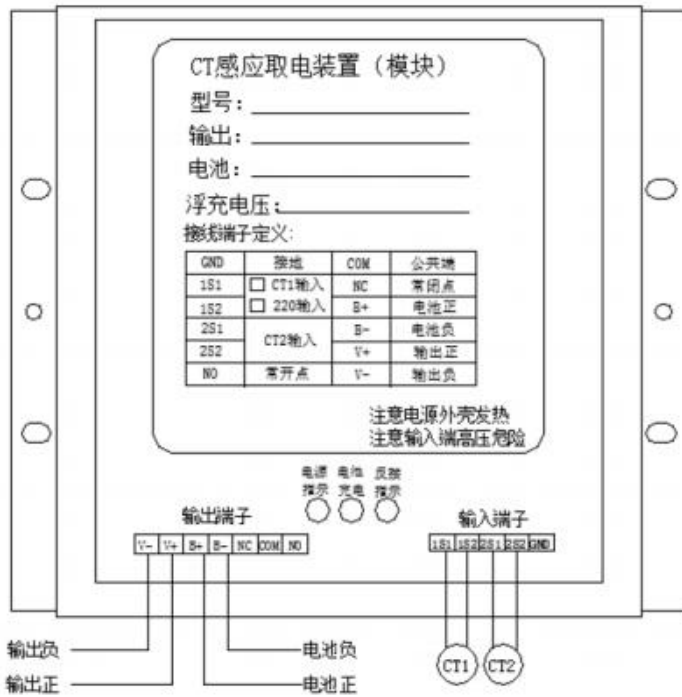 CT感应取电装置（模块）
型号：
输出：
电池：
浮充电压：
接线端子定义：
GND 接地 COM 公共端
1S1 CT1输入 NC 常闭点
1S2 220输入 B+ 电池正
2S1 CT2输入 B- 电池负
2S2 V+ 输出正
NO 常开点 V- 输出负
注意电源外壳发热
注意输入端高压危险
电源指示 电池充电 反接指示
输出端子 输入端子
V- V+ B+ B- NC COM NO 1S1 1S2 2S1 2S2 GND
输出负 电池负 CT1 CT2
输出正 电池正